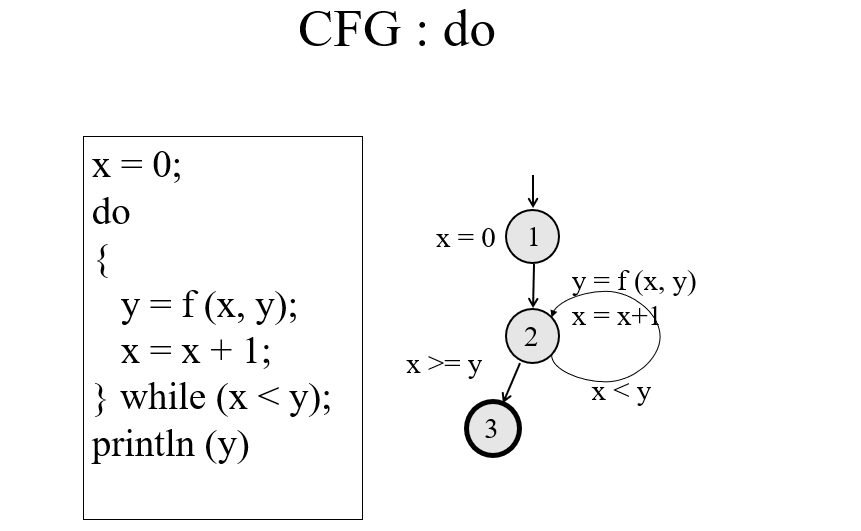 CFG : do
x = 0;
do
{
y = f (x, y);
x = x + 1;
} while (x < y);
println (y)
x = 0
1
y = f (x, y)
x = x+1
2
x >= y
x < y
3